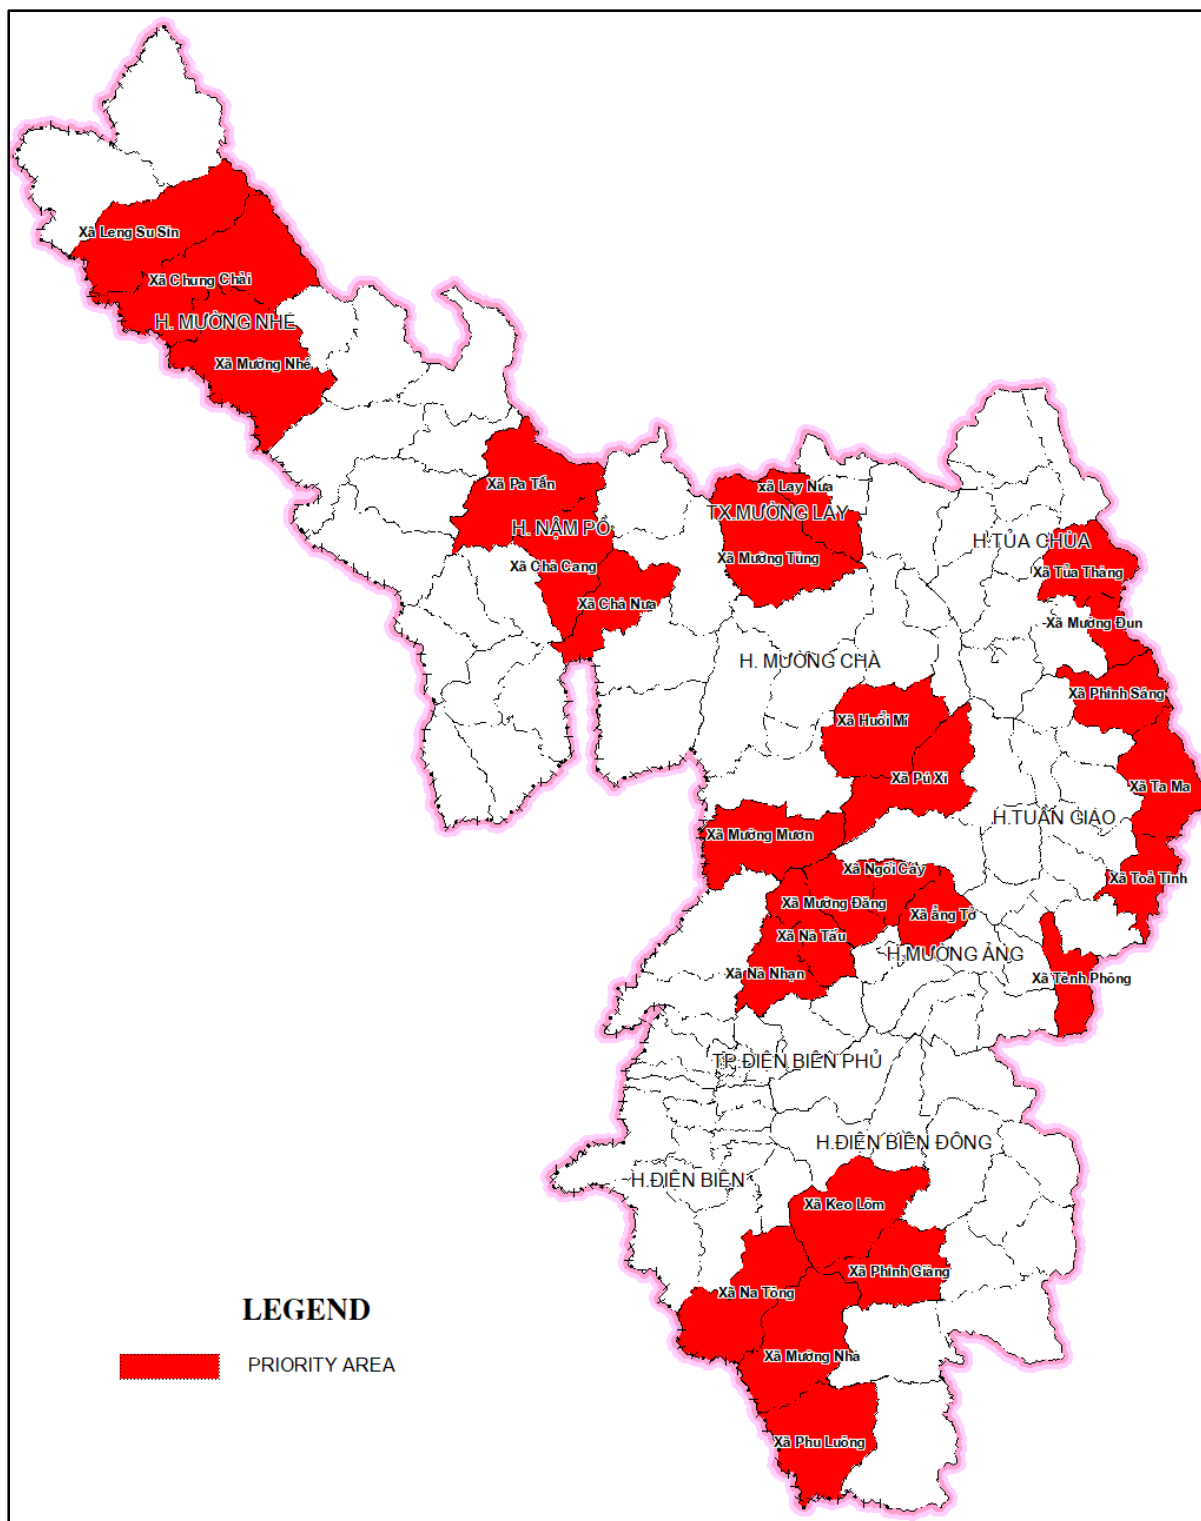 Xã Leng Su Sìn
Xã Chung Chải
H. MƯỜNG NHÉ
Xã Mường Nhé
Xã Pa Tần
xã Lay Nưa
H. NẬM PỒ
TX.MƯỜNG LAY
H.TỦA CHÙA
Xã Chà Cang
Xã Mường Tùng
Xã Tủa Thàng
Xã Chà Nưa
Xã Mường Đun
H. MƯỜNG CHÀ
Xã Phình Sáng
Xã Huổi Mí
Xã Pú Xi
Xã Ta Ma
H.TUẦN GIÁO
Xã Mường Mươn
Xã Ngối Cáy
Xã Toả Tình
Xã Mường Đăng
Xã ẳng Tở
Xã Nà Tấu
H.MƯỜNG ẢNG
Xã Nà Nhạn
Xã Tênh Phông
TP. ĐIỆN BIÊN PHỦ
H.ĐIỆN BIÊN ĐÔNG
H.ĐIỆN BIÊN
Xã Keo Lôm
Xã Phình Giàng
Xã Na Tông
LEGEND
Xã Mường Nhà
PRIORITY AREA
Xã Phu Luông